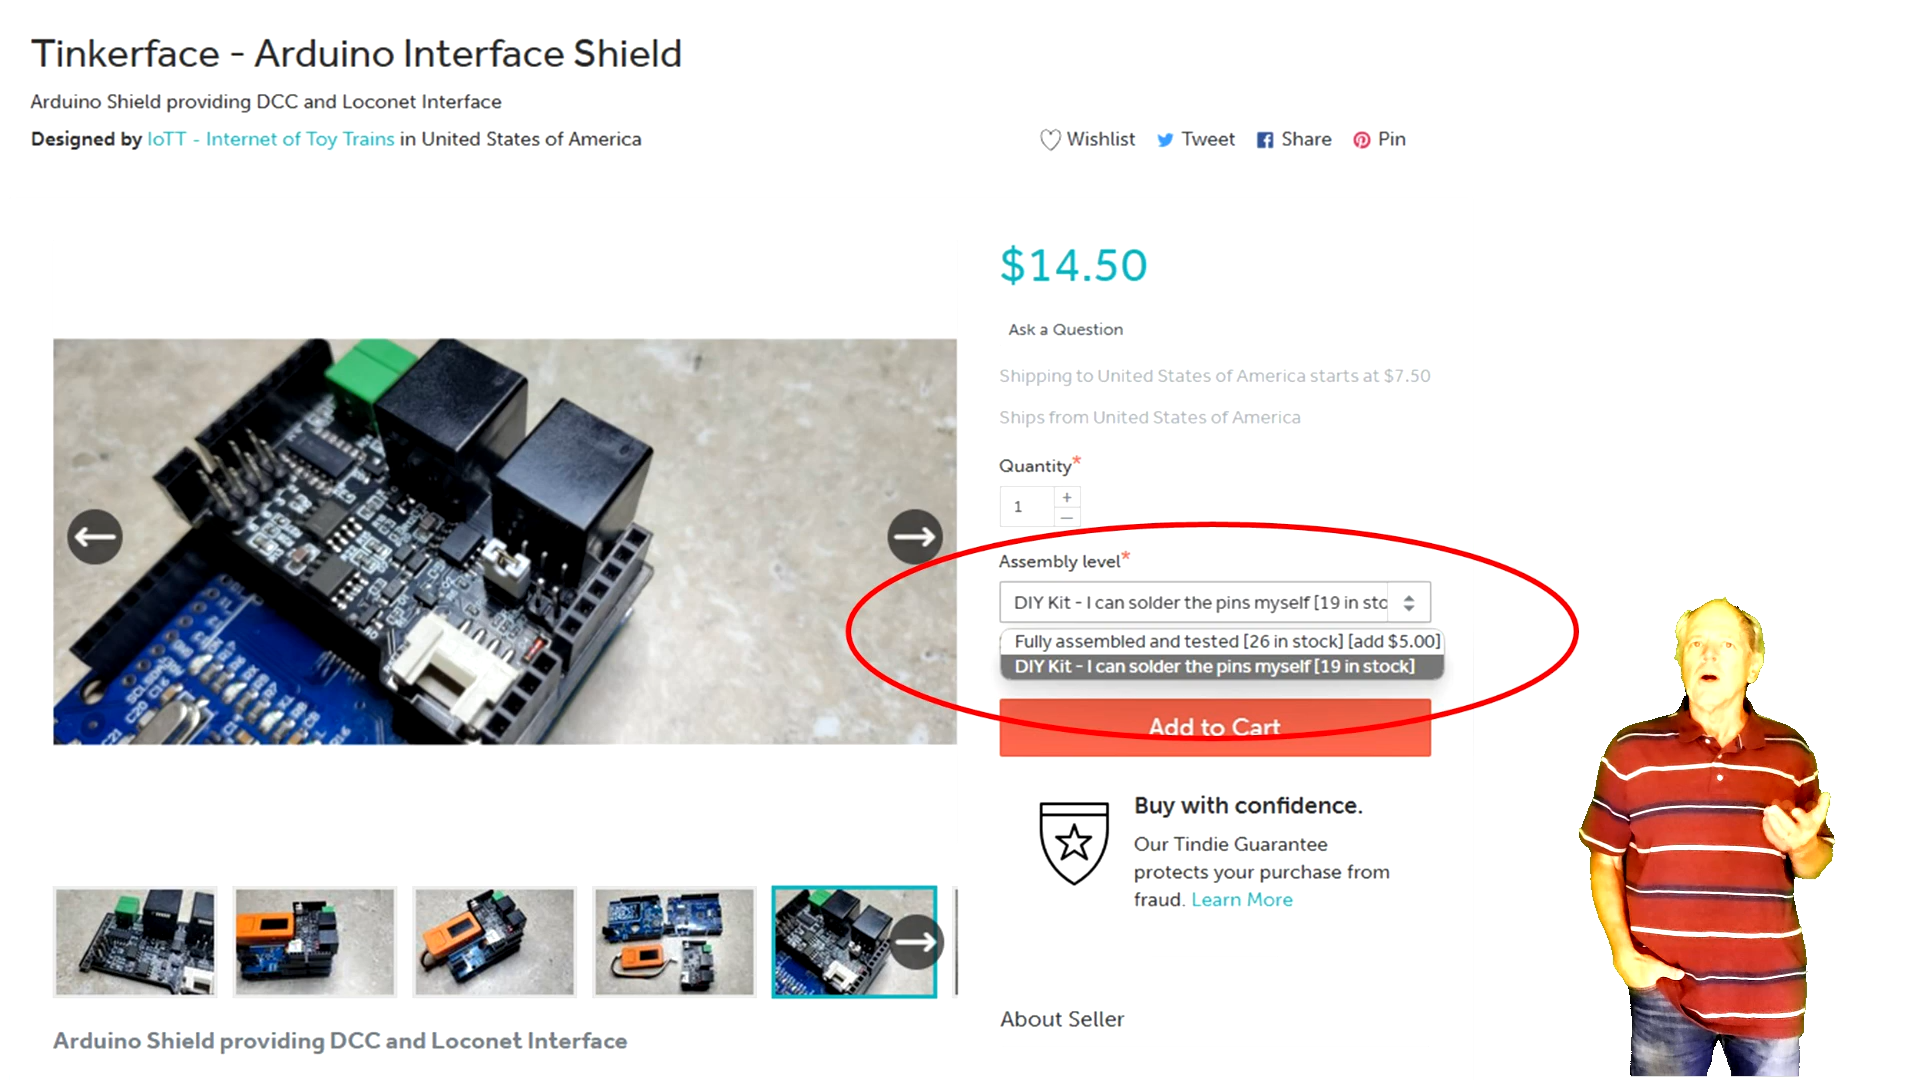 Tinkerface - Arduino Interface Shield
Arduino Shield providing DCC and Loconet Interface
Designed by IoTT - Internet of Toy Trains in United States of America
Wishlist Tweet Share Pin
$14.50
Ask a Question
Shipping to United States of America starts at $7.50
Ships from United States of America
Quantity*
1 + –
Assembly level*
DIY Kit - I can solder the pins myself [19 in sto
Fully assembled and tested [26 in stock] [add $5.00]
DIY Kit - I can solder the pins myself [19 in stock]
Add to Cart
Buy with confidence.
Our Tindie Guarantee
protects your purchase from
fraud. Learn More
About Seller
Arduino Shield providing DCC and Loconet Interface